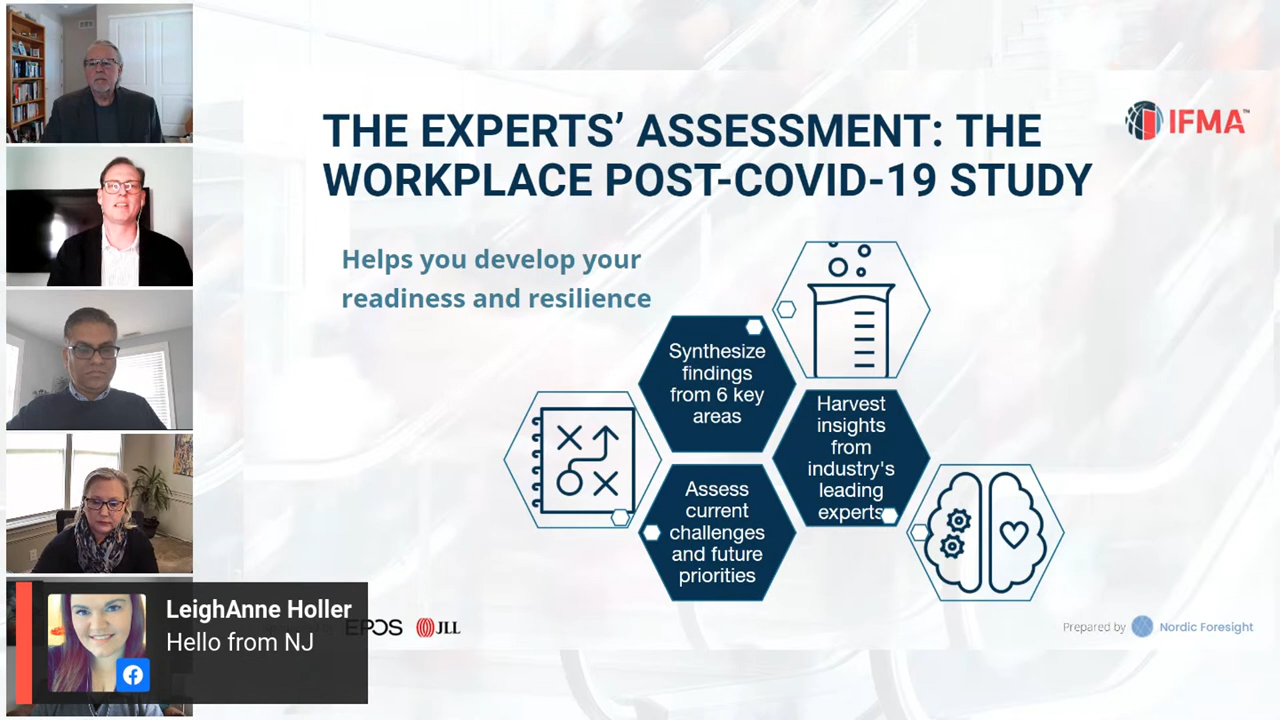 THE EXPERTS’ ASSESSMENT: THE
WORKPLACE POST-COVID-19 STUDY
IFMA™
Helps you develop your
readiness and resilience
Synthesize
findings
from 6 key
areas
Harvest
insights
from
industry's
leading
experts
Assess
current
challenges
and future
priorities
LeighAnne Holler
Hello from NJ
EPOS
JLL
Prepared by
Nordic Foresight